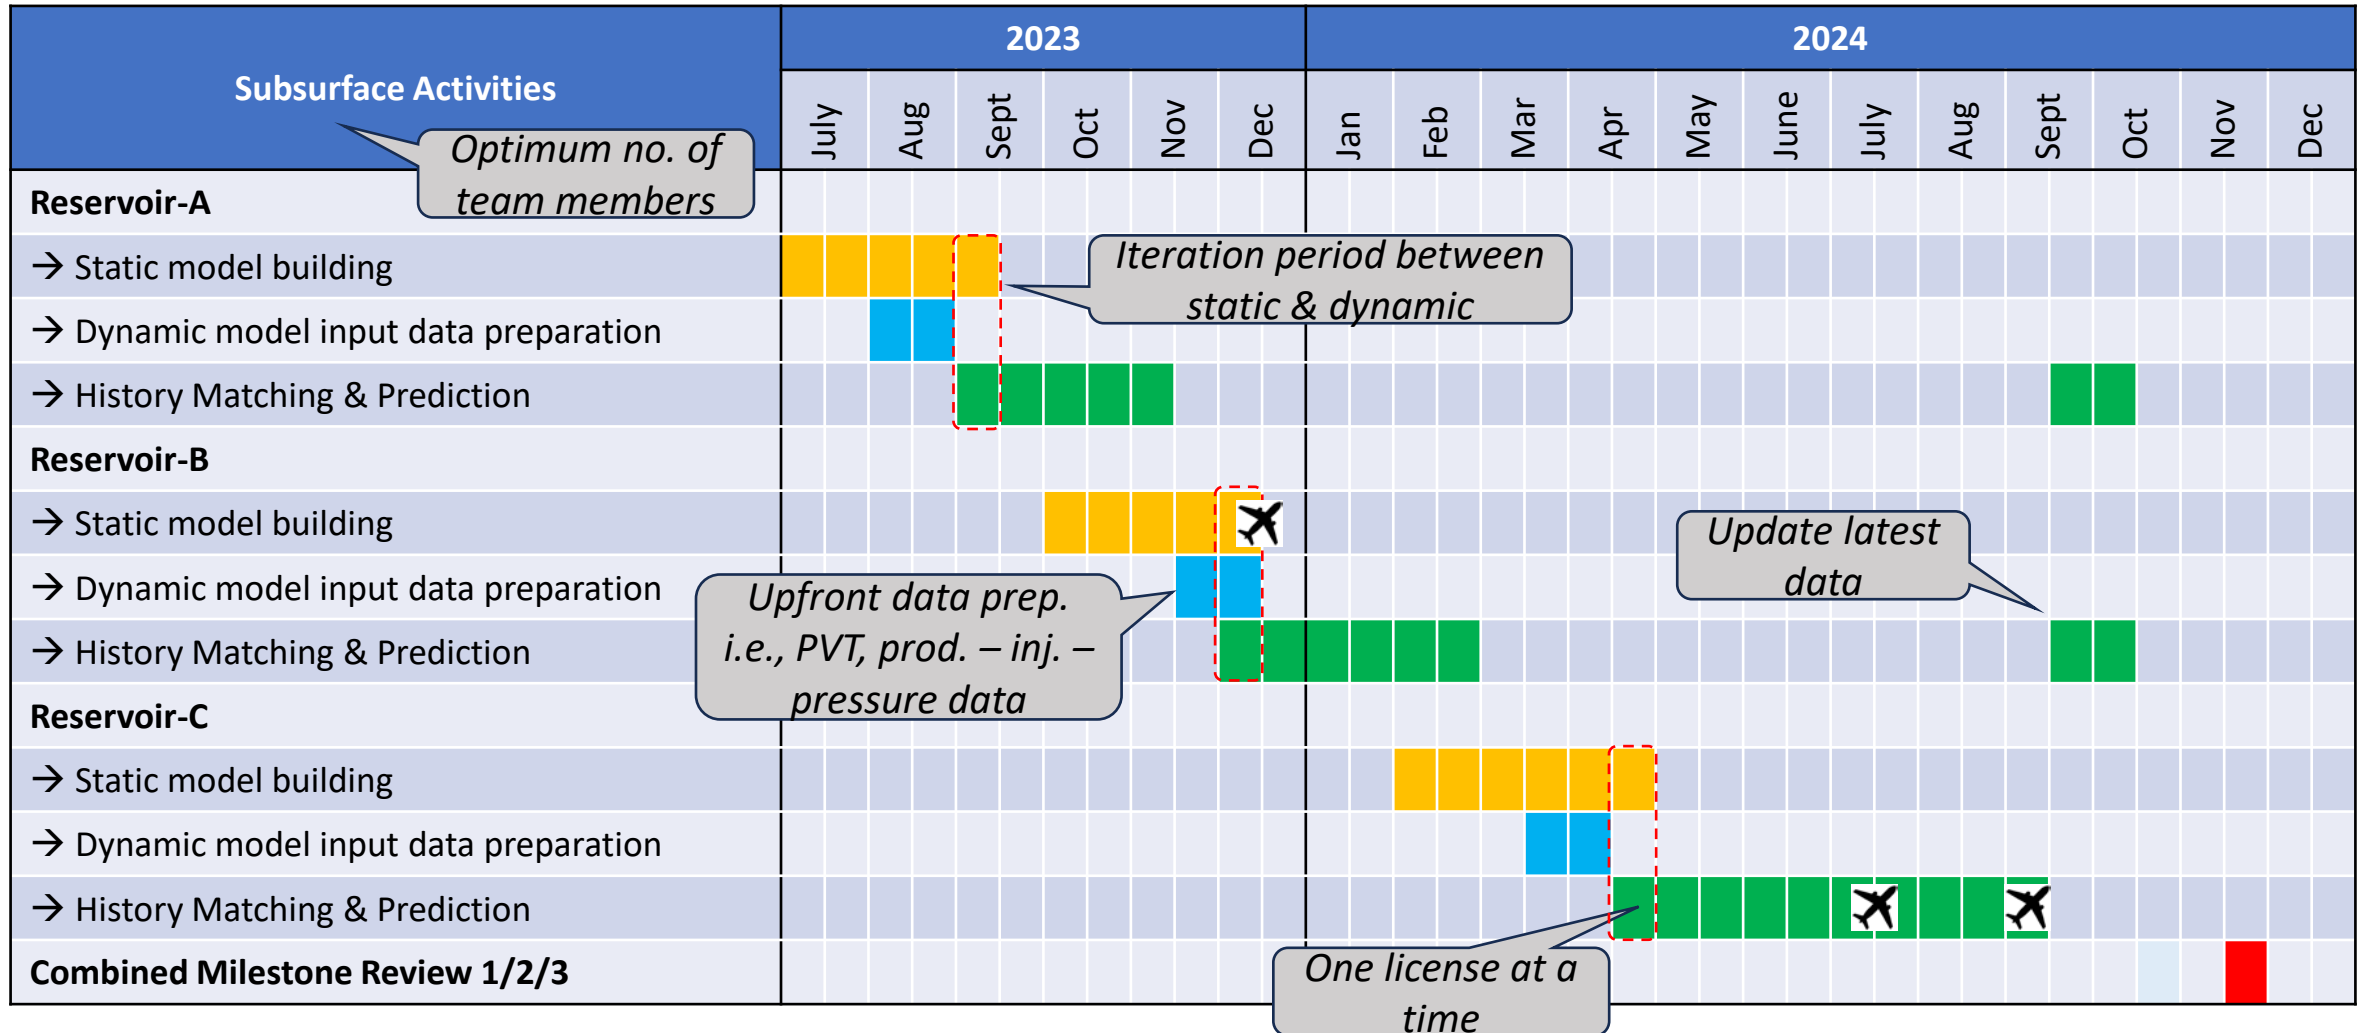 Subsurface Activities
2023
2024
July
Aug
Sept
Oct
Nov
Dec
Jan
Feb
Mar
Apr
May
June
July
Aug
Sept
Oct
Nov
Dec
Optimum no. of
team members
Reservoir-A
→ Static model building
Iteration period between
static & dynamic
→ Dynamic model input data preparation
→ History Matching & Prediction
Reservoir-B
→ Static model building
Update latest
data
→ Dynamic model input data preparation
Upfront data prep.
i.e., PVT, prod. – inj. –
pressure data
→ History Matching & Prediction
Reservoir-C
→ Static model building
→ Dynamic model input data preparation
→ History Matching & Prediction
One license at a
time
Combined Milestone Review 1/2/3